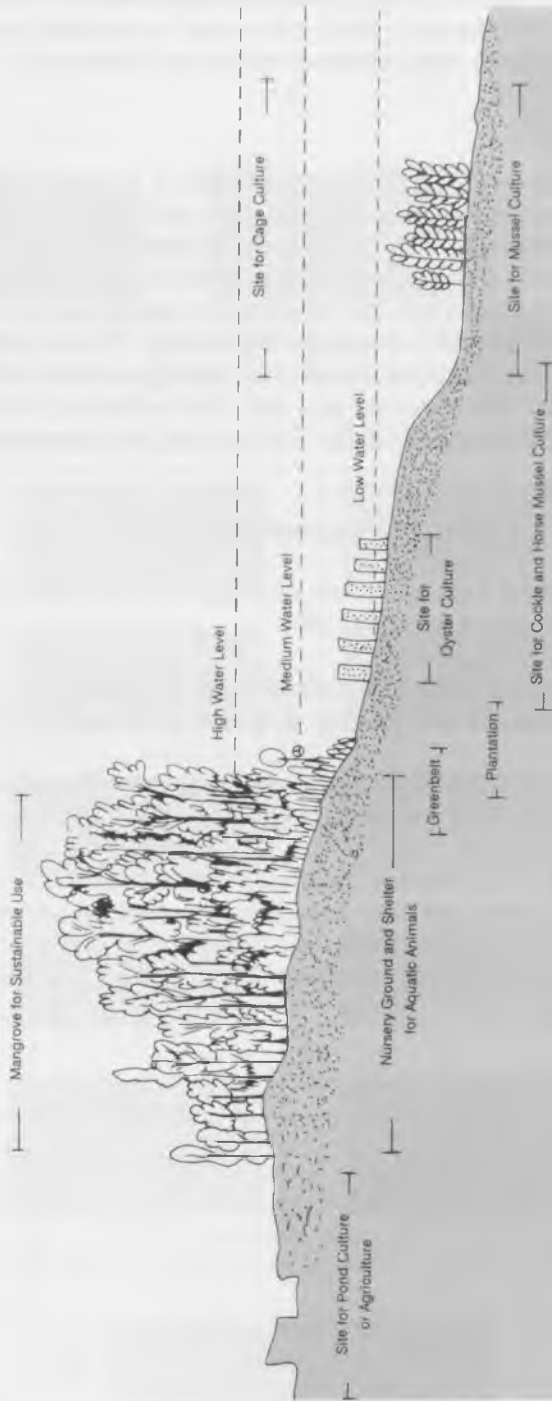 Mangrove for Sustainable Use
High Water Level
Site for Cage Culture
Medium Water Level
Low Water Level
Site for Pond Culture
or Agriculture
Nursery Ground and Shelter
for Aquatic Animals
Greenbelt
Plantation
Site for
Oyster Culture
Site for Cockle and Horse Mussel Culture
Site for Mussel Culture